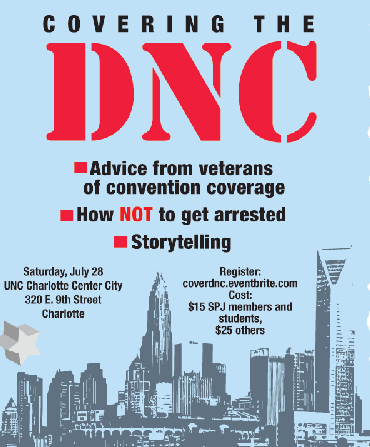 COVERING THE
DNC
Advice from veterans
of convention coverage
How NOT to get arrested
Storytelling
Saturday, July 28
UNC Charlotte Center City
320 E. 9th Street
Charlotte
Register:
coverdnc.eventbrite.com
Cost:
$15 SPJ members and
students,
$25 others